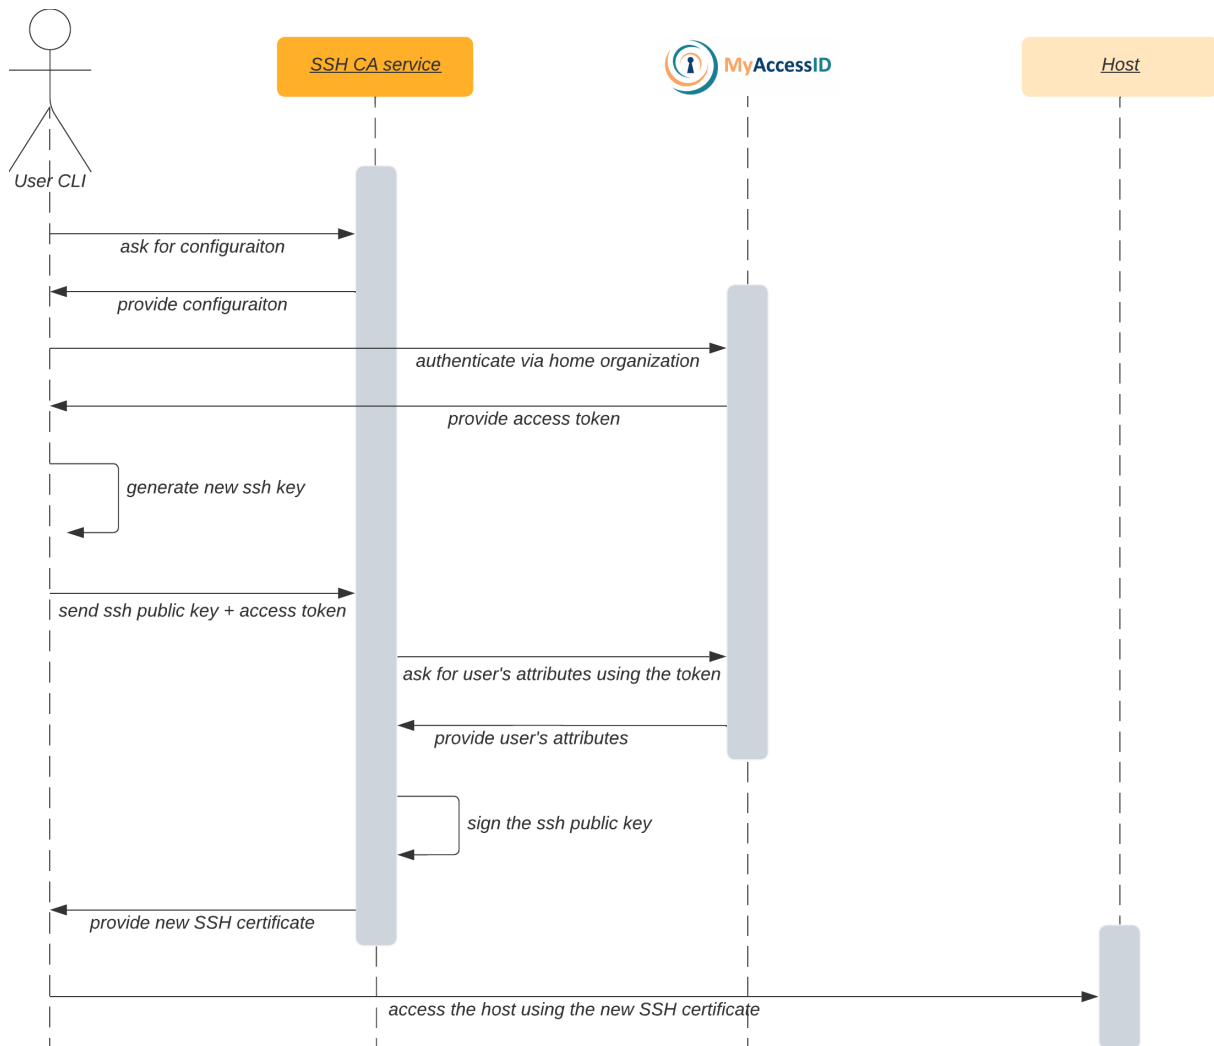 SSH CA service
MyAccessID
Host
User CLI
ask for configuraiton
provide configuraiton
authenticate via home organization
provide access token
generate new ssh key
send ssh public key + access token
ask for user's attributes using the token
provide user's attributes
sign the ssh public key
provide new SSH certificate
access the host using the new SSH certificate